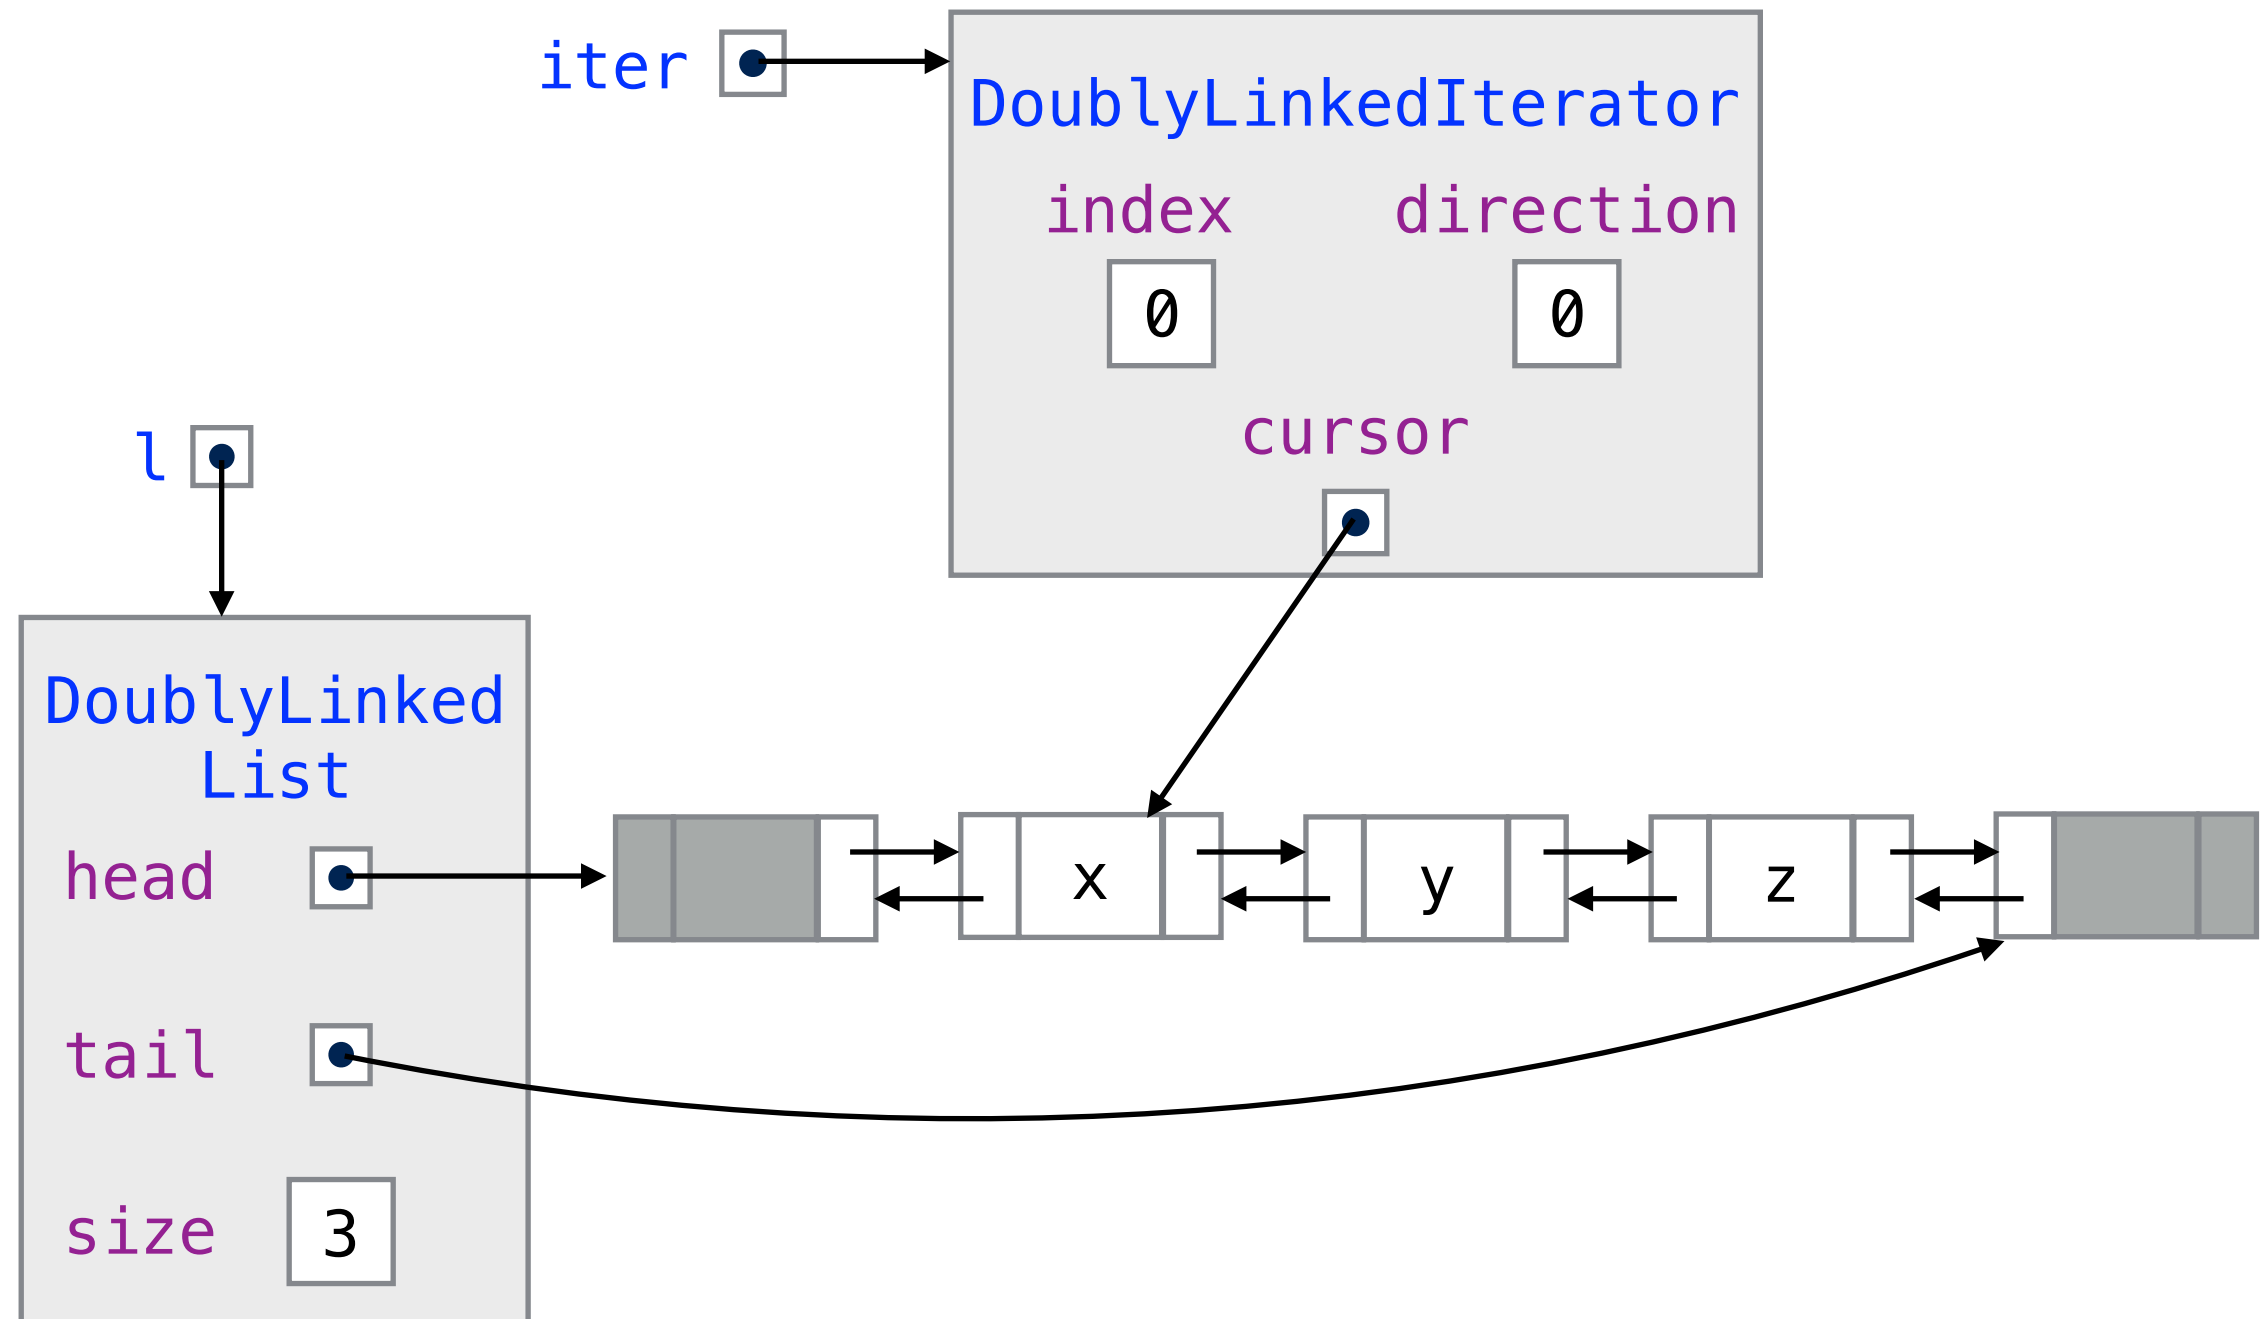 iter
DoublyLinkedIterator
index direction
0 0
cursor
l
DoublyLinked
List
head
x y z
tail
size 3